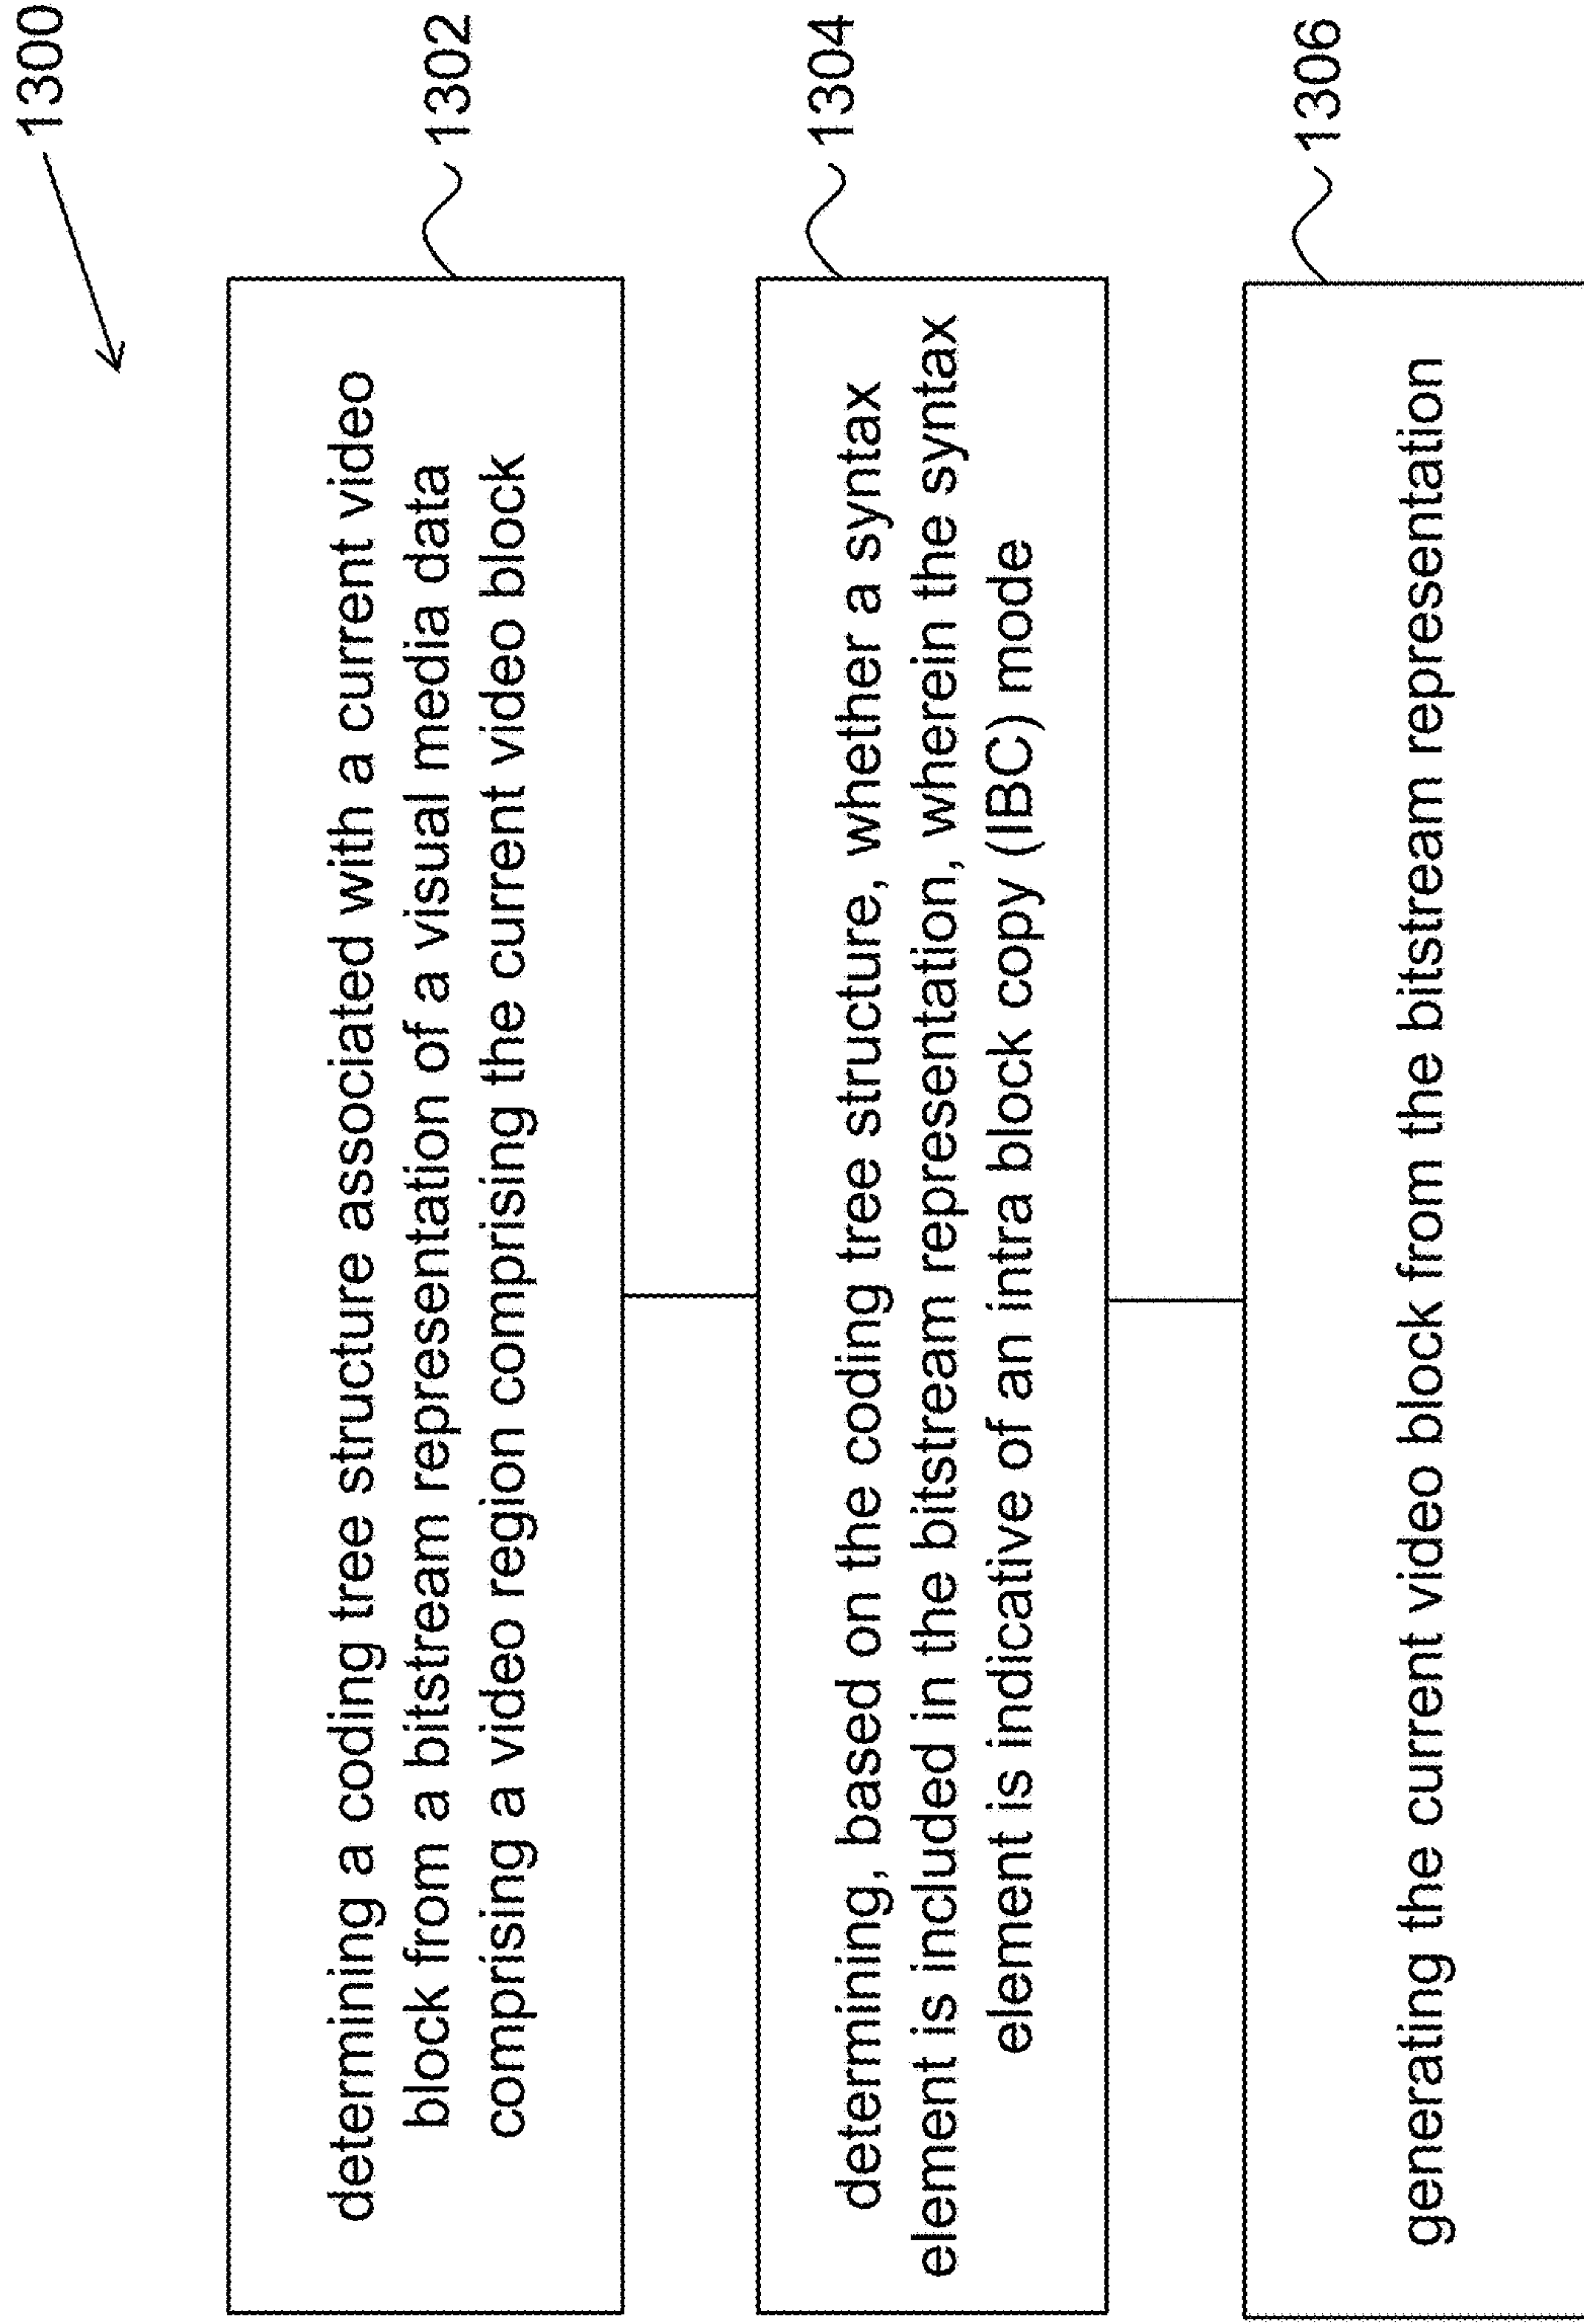 1300
determining a coding tree structure associated with a current video
block from a bitstream representation of a visual media data
comprising a video region comprising the current video block
1302
determining, based on the coding tree structure, whether a syntax
element is included in the bitstream representation, wherein the syntax
element is indicative of an intra block copy (IBC) mode
1304
generating the current video block from the bitstream representation
1306